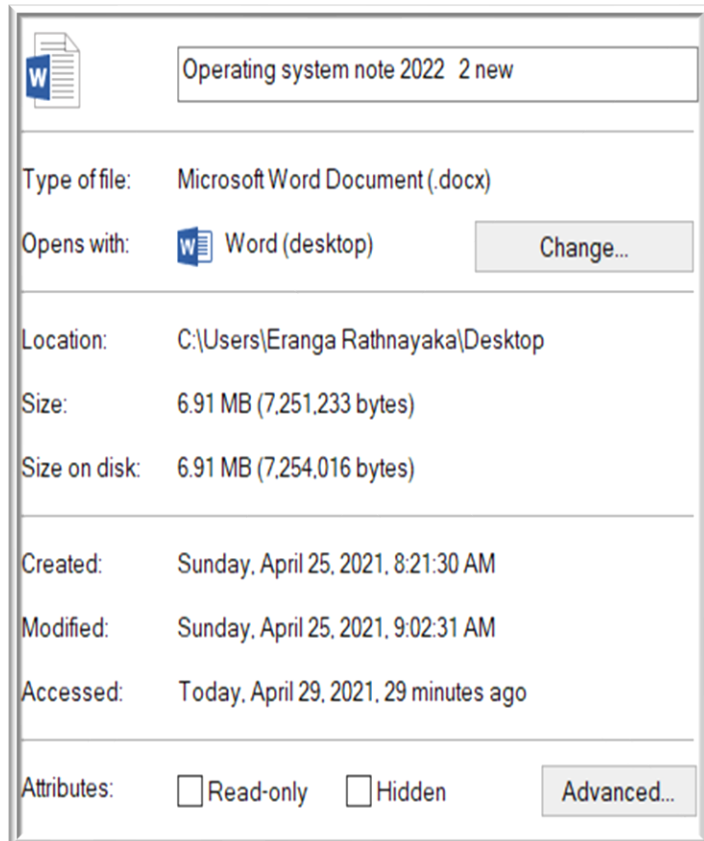 Operating system note 2022  2 new
Type of file: Microsoft Word Document (.docx)
Opens with: Word (desktop) Change...
Location: C:\Users\Eranga Rathnayaka\Desktop
Size: 6.91 MB (7,251,233 bytes)
Size on disk: 6.91 MB (7,254,016 bytes)
Created: Sunday, April 25, 2021, 8:21:30 AM
Modified: Sunday, April 25, 2021, 9:02:31 AM
Accessed: Today, April 29, 2021, 29 minutes ago
Attributes: Read-only Hidden Advanced...